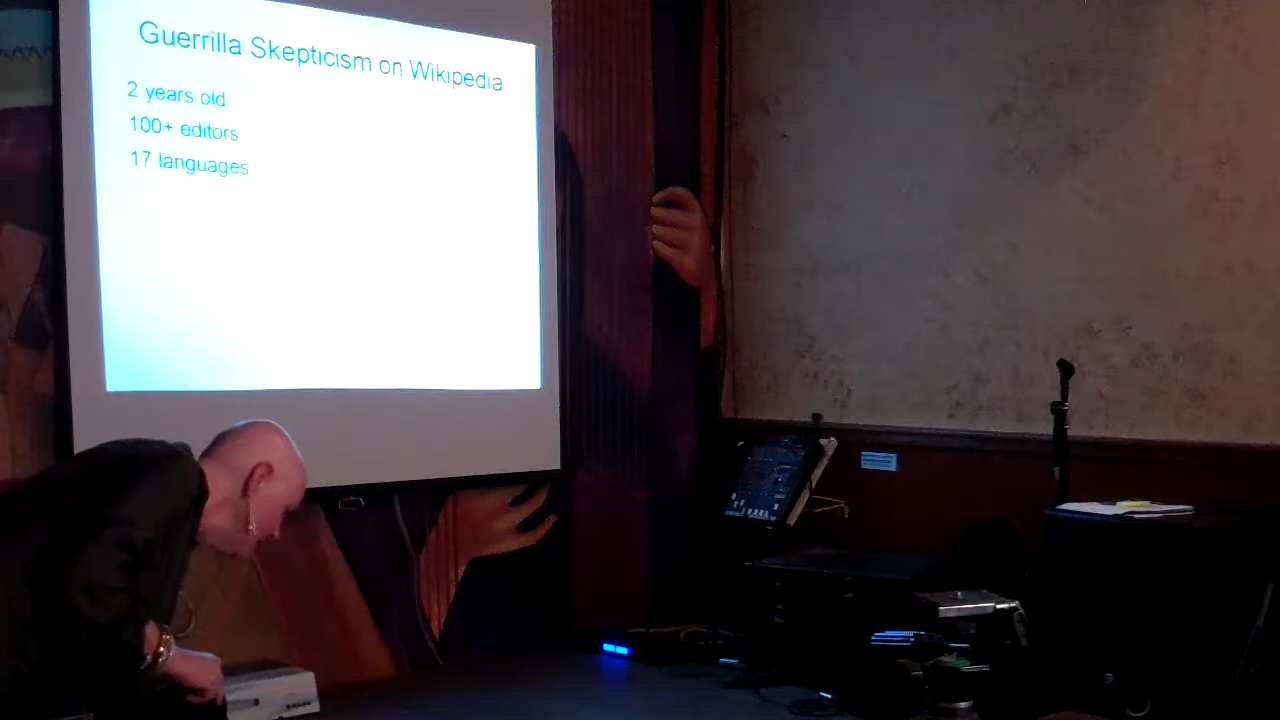 Guerrilla Skepticism on Wikipedia
2 years old
100+ editors
17 languages